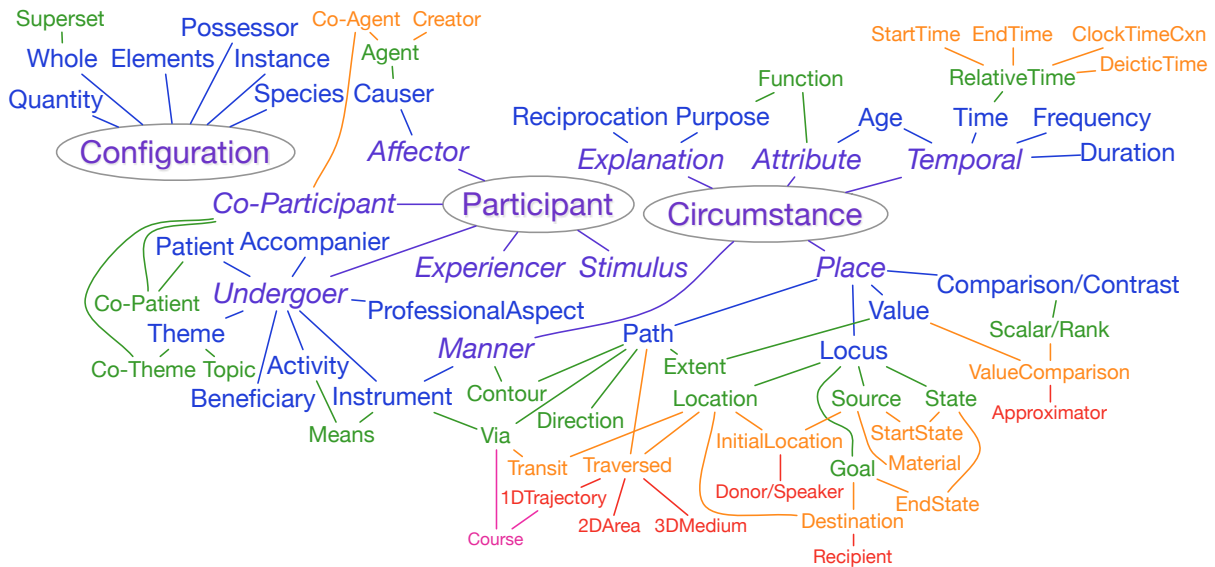 Superset
Possessor
Co-Agent
Creator
Whole
Elements
Instance
Agent
StartTime
EndTime
ClockTimeCxn
DeicticTime
Quantity
Species
Causer
Function
RelativeTime
Configuration
Affector
Reciprocation
Purpose
Age
Time
Frequency
Explanation
Attribute
Temporal
Duration
Co-Participant
Participant
Circumstance
Patient
Accompanier
Experiencer
Stimulus
Place
Comparison/Contrast
Co-Patient
Undergoer
ProfessionalAspect
Value
Theme
Path
Scalar/Rank
Co-Theme
Topic
Activity
Manner
Extent
Locus
ValueComparison
Beneficiary
Instrument
Contour
Location
Source
State
Approximator
Means
Via
Direction
InitialLocation
StartState
Transit
Traversed
Goal
Material
1DTrajectory
Donor/Speaker
EndState
Course
2DArea
3DMedium
Destination
Recipient